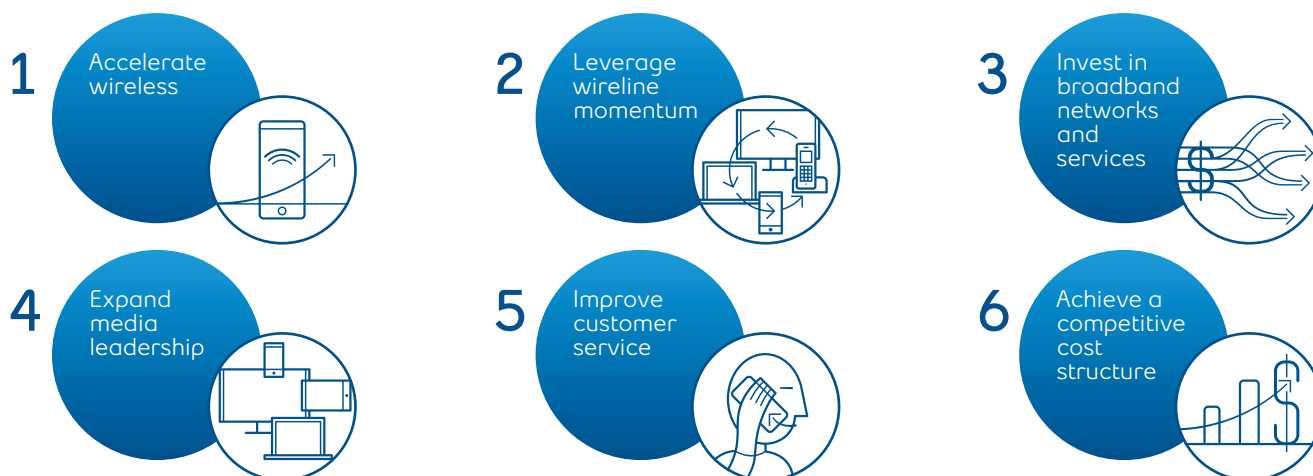 1
Accelerate
wireless
2
Leverage
wireline
momentum
3
Invest in
broadband
networks
and
services
4
Expand
media
leadership
5
Improve
customer
service
6
Achieve a
competitive
cost
structure
$
$